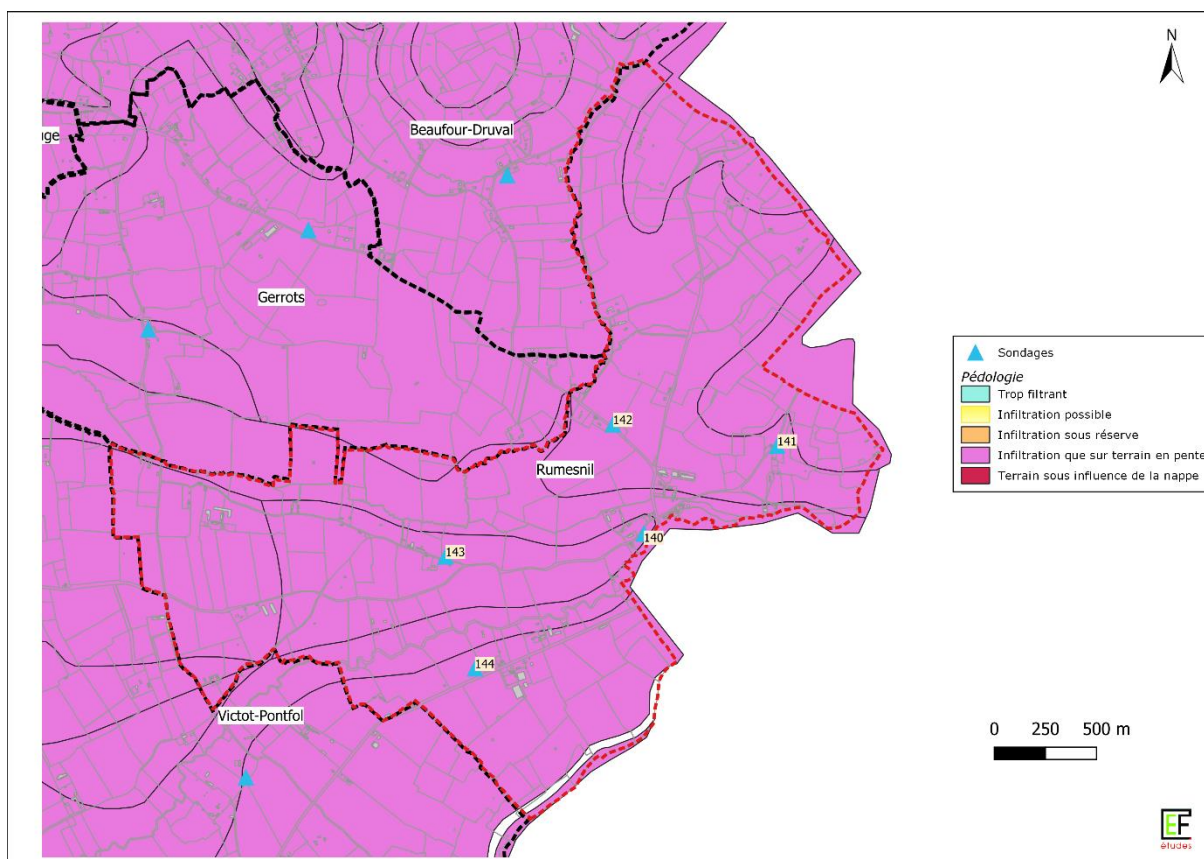 N
Beaufour-Druval
uge
Gerrots
142
141
Rumesnil
140
143
144
Victot-Pontfol
Sondages
Pédologie
Trop filtrant
Infiltration possible
Infiltration sous réserve
Infiltration que sur terrain en pente
Terrain sous influence de la nappe
0 250 500 m
EF
études